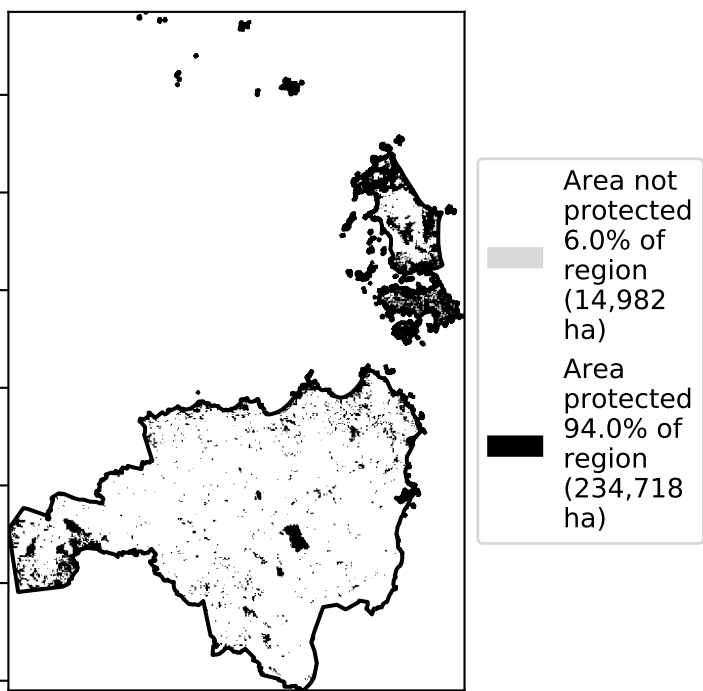 Area not
protected
6.0% of
region
(14,982
ha)
Area
protected
94.0% of
region
(234,718
ha)